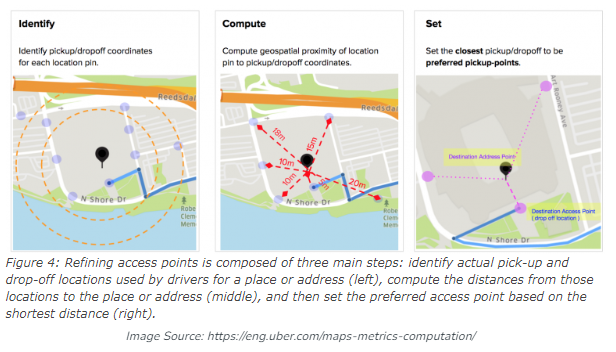 Identify
Identify pickup/dropoff coordinates
for each location pin.
Reedsda
N Shore Dr
Robe
Clem
Mem
Compute
Compute geospatial proximity of location
pin to pickup/dropoff coordinates.
Reedsda
18m
15m
10m
10m
20m
N Shore Dr
Robe
Clem
Mem
Set
Set the closest pickup/dropoff to be
preferred pickup-points.
Art Rooney Ave
Destination Address Point
Destination Access Point
( drop off location )
N Shore Dr
Figure 4: Refining access points is composed of three main steps: identify actual pick-up and
drop-off locations used by drivers for a place or address (left), compute the distances from those
locations to the place or address (middle), and then set the preferred access point based on the
shortest distance (right).
Image Source: https://eng.uber.com/maps-metrics-computation/